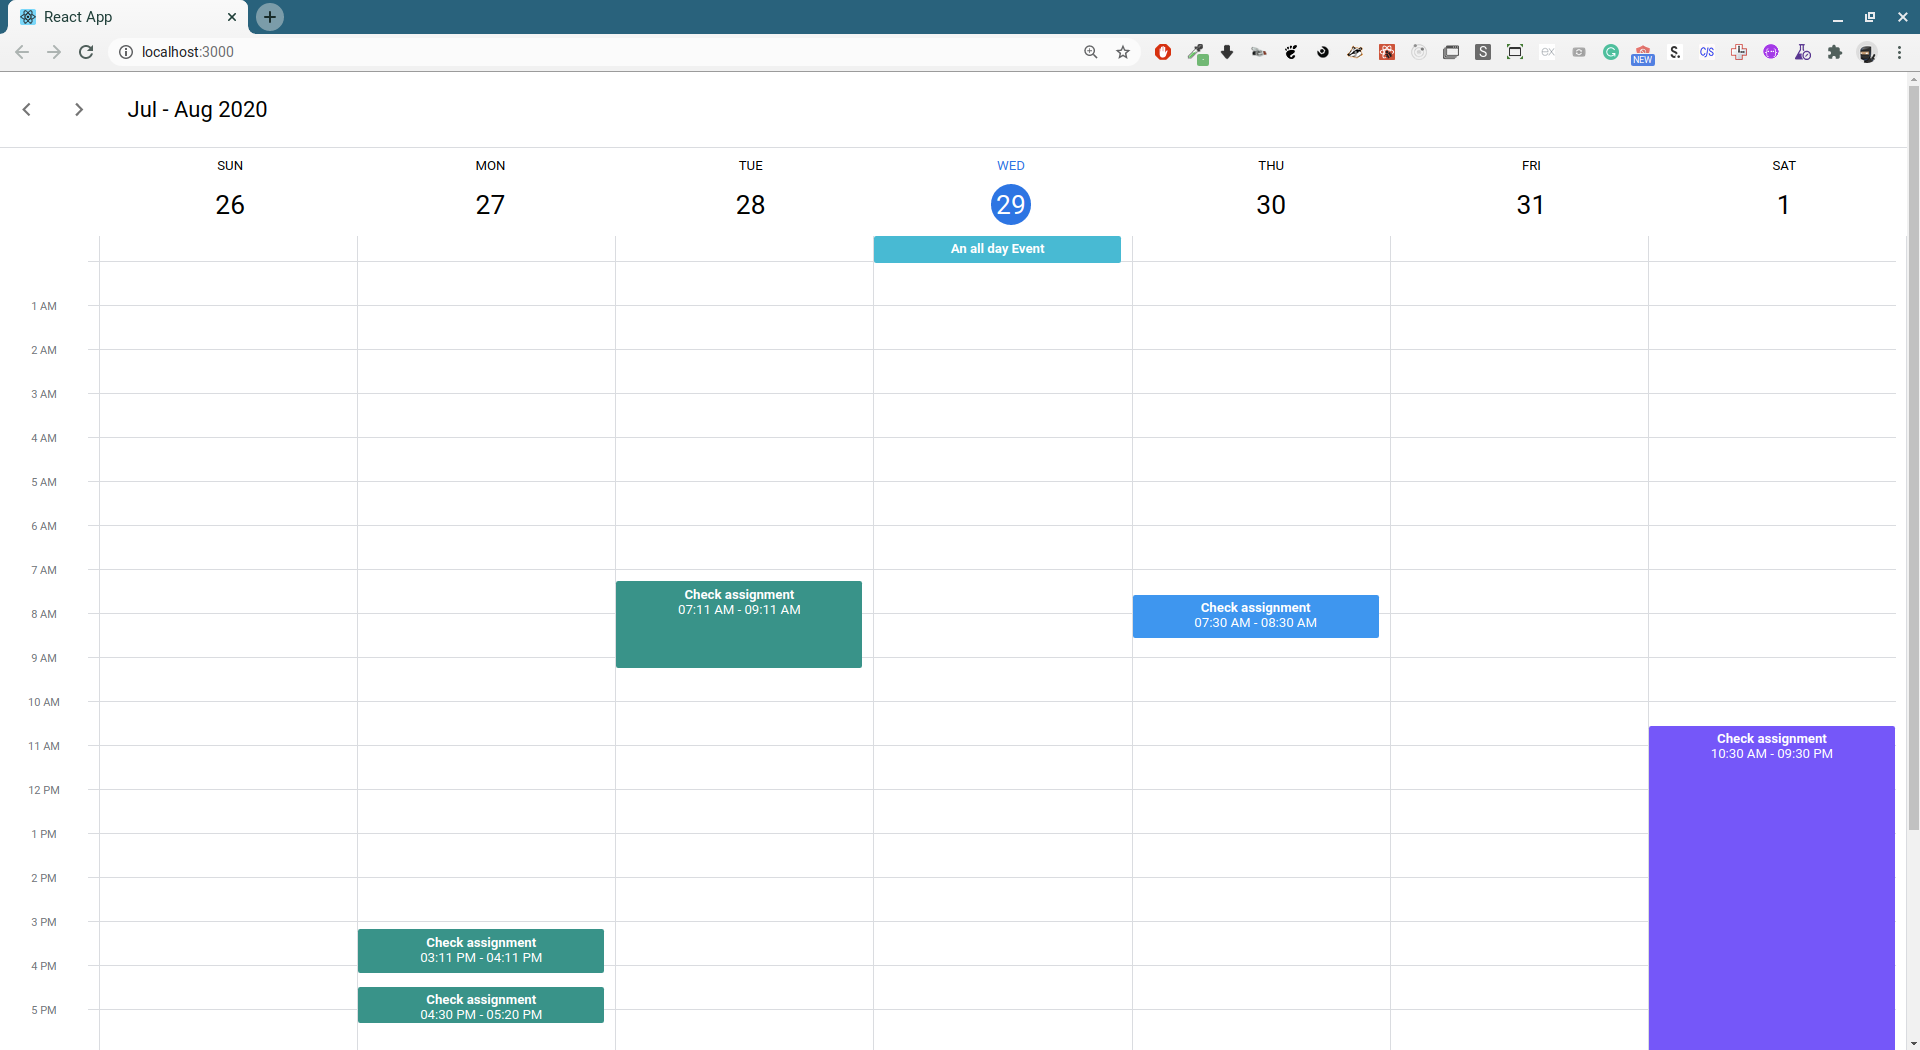 React App
localhost:3000
S
ex
G
NEW
S.
C/S
Jul - Aug 2020
SUN
MON
TUE
WED
THU
FRI
SAT
26
27
28
29
30
31
1
An all day Event
1 AM
2 AM
3 AM
4 AM
5 AM
6 AM
7 AM
Check assignment
07:11 AM - 09:11 AM
Check assignment
07:30 AM - 08:30 AM
8 AM
9 AM
10 AM
Check assignment
10:30 AM - 09:30 PM
11 AM
12 PM
1 PM
2 PM
3 PM
Check assignment
03:11 PM - 04:11 PM
4 PM
Check assignment
04:30 PM - 05:20 PM
5 PM